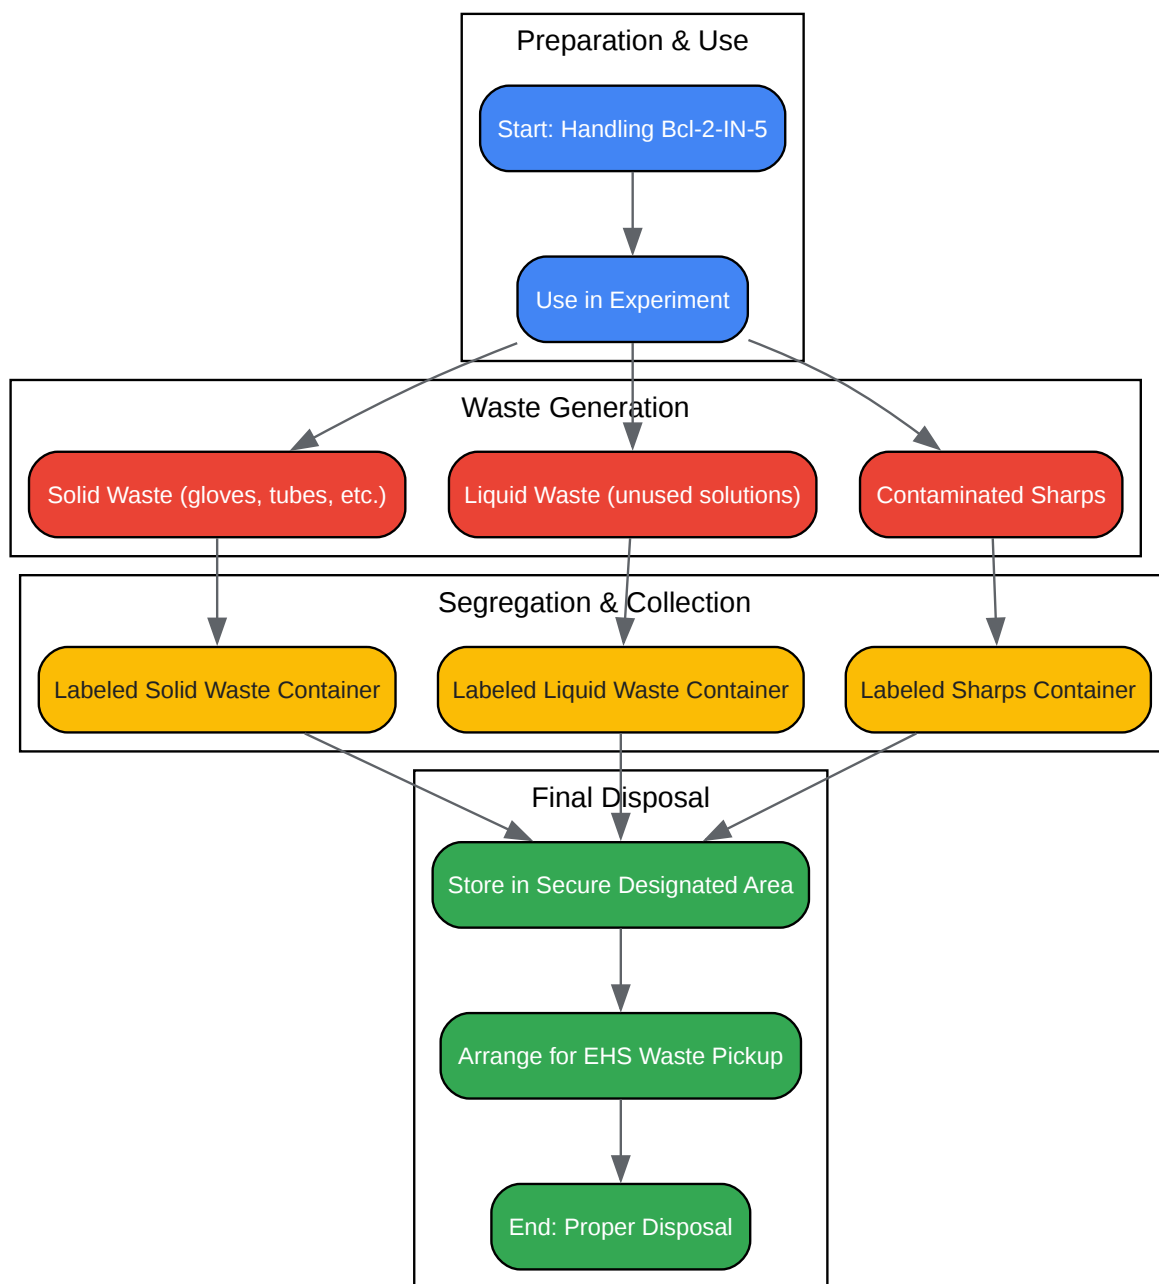 Preparation & Use
Start: Handling Bcl-2-IN-5
Use in Experiment
Waste Generation
Solid Waste (gloves, tubes, etc.)
Liquid Waste (unused solutions)
Contaminated Sharps
Segregation & Collection
Labeled Solid Waste Container
Labeled Liquid Waste Container
Labeled Sharps Container
Final Disposal
Store in Secure Designated Area
Arrange for EHS Waste Pickup
End: Proper Disposal